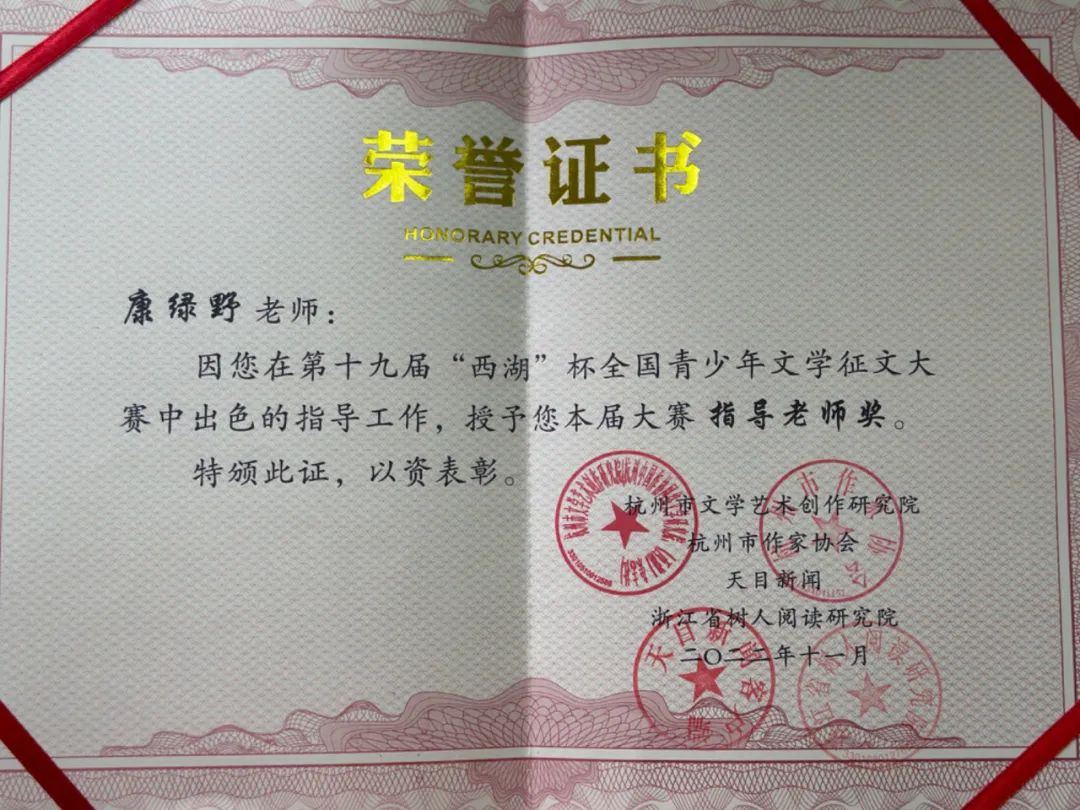 荣誉证书
HONORARY CREDENTIAL
康绿野老师：
因您在第十九届“西湖”杯全国青少年文学征文大
赛中出色的指导工作，授予您本届大赛指导老师奖。
特颁此证，以资表彰。
杭州市文学艺术创作研究院
杭州市作家协会
天目新闻
浙江省树人阅读研究院
二〇二二年十一月
天目新闻